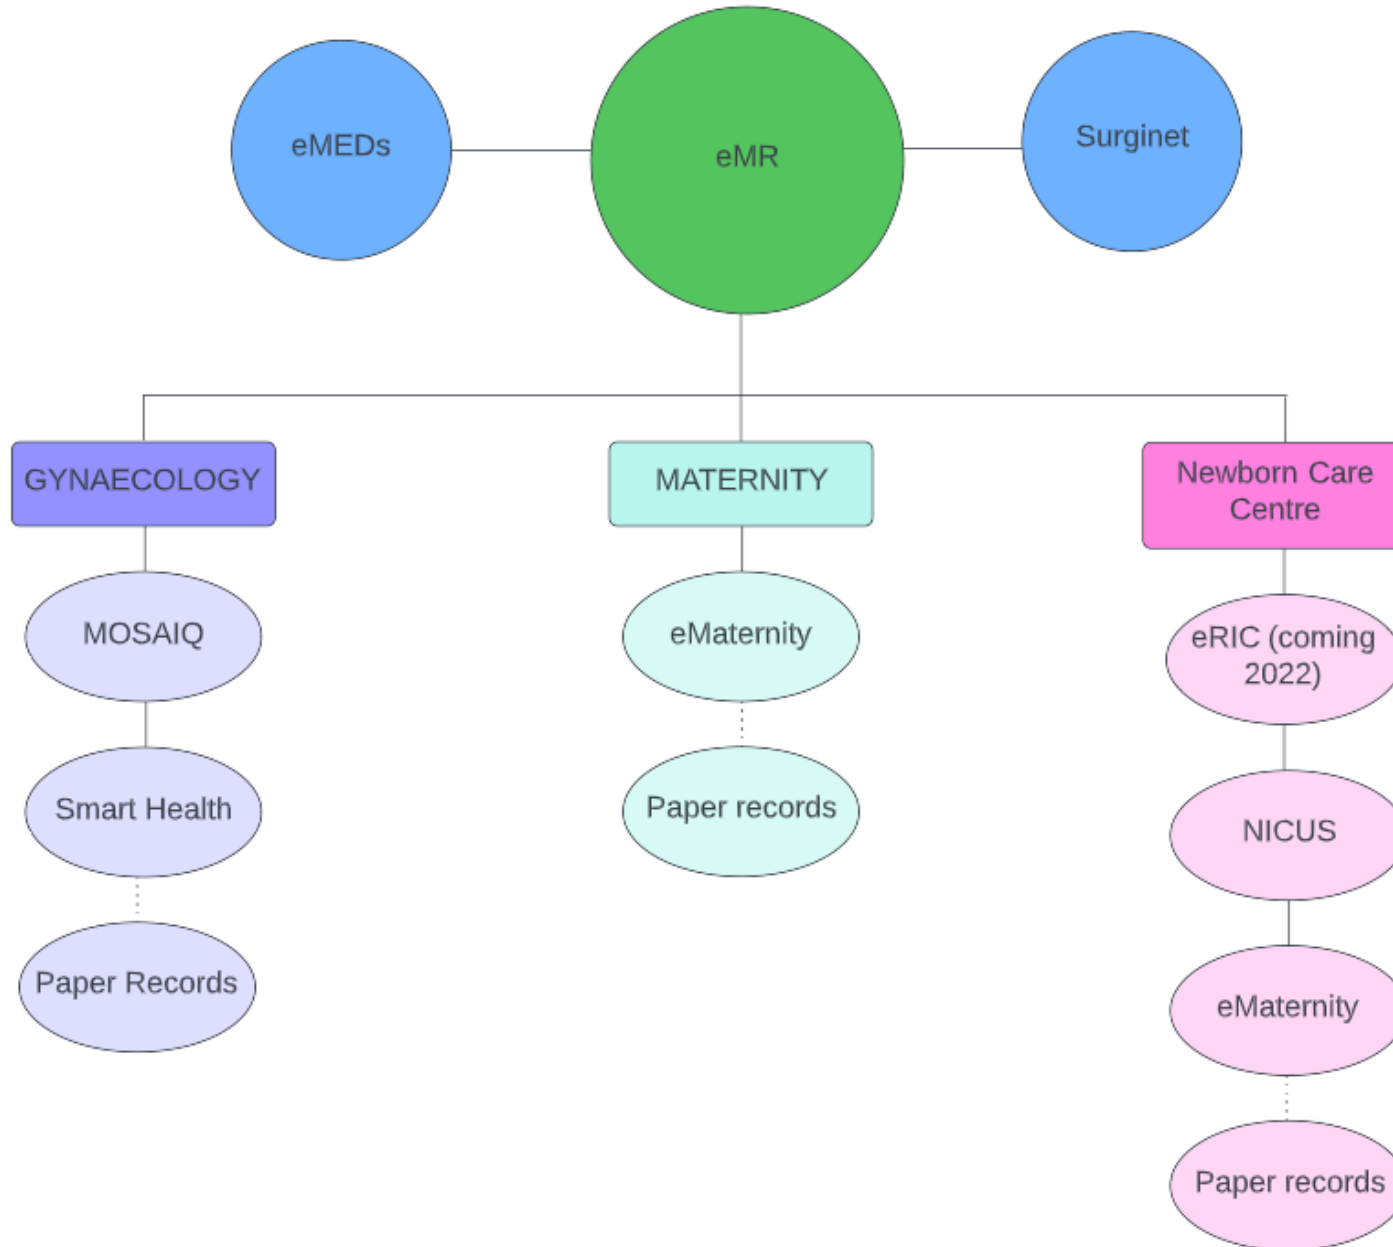 eMEDs
eMR
Surginet
GYNAECOLOGY
MATERNITY
Newborn Care
Centre
MOSAIQ
eMaternity
eRIC (coming
2022)
Smart Health
Paper records
NICUS
Paper Records
eMaternity
Paper records